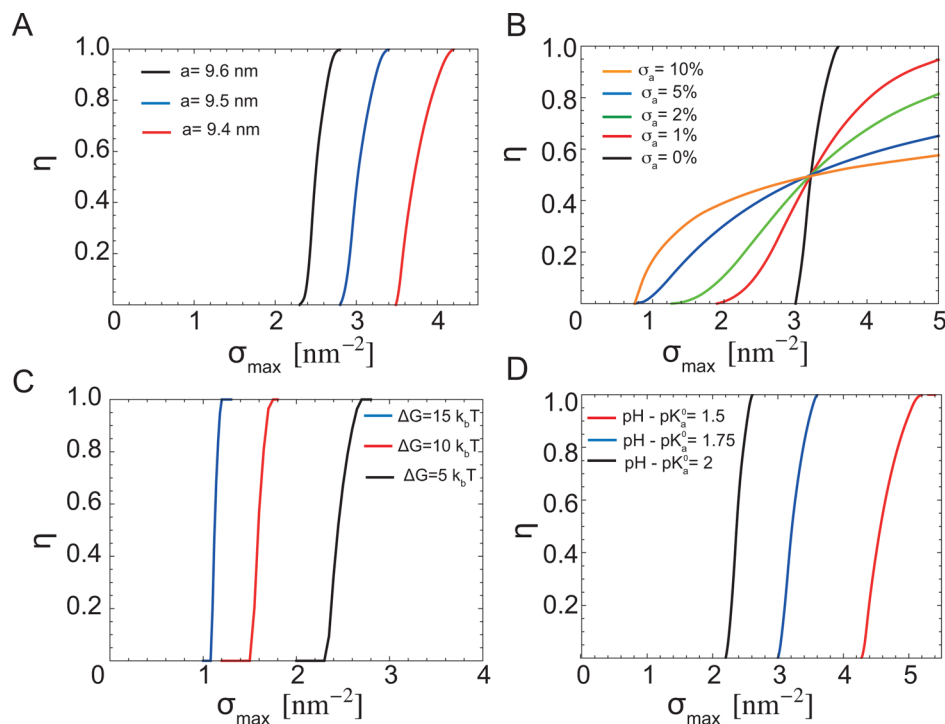 A
1.0
0.8
0.6
0.4
0.2
η
a= 9.6 nm
a= 9.5 nm
a= 9.4 nm
0 1 2 3 4
σmax [nm⁻²]
B
1.0
0.8
0.6
0.4
0.2
η
σa= 10%
σa= 5%
σa= 2%
σa= 1%
σa= 0%
0 1 2 3 4 5
σmax [nm⁻²]
C
1.0
0.8
0.6
0.4
0.2
η
ΔG=15 kbT
ΔG=10 kbT
ΔG=5 kbT
0 1 2 3 4
σmax [nm⁻²]
D
1.0
0.8
0.6
0.4
0.2
η
pH - pKa⁰= 1.5
pH - pKa⁰= 1.75
pH - pKa⁰= 2
0 1 2 3 4 5
σmax [nm⁻²]